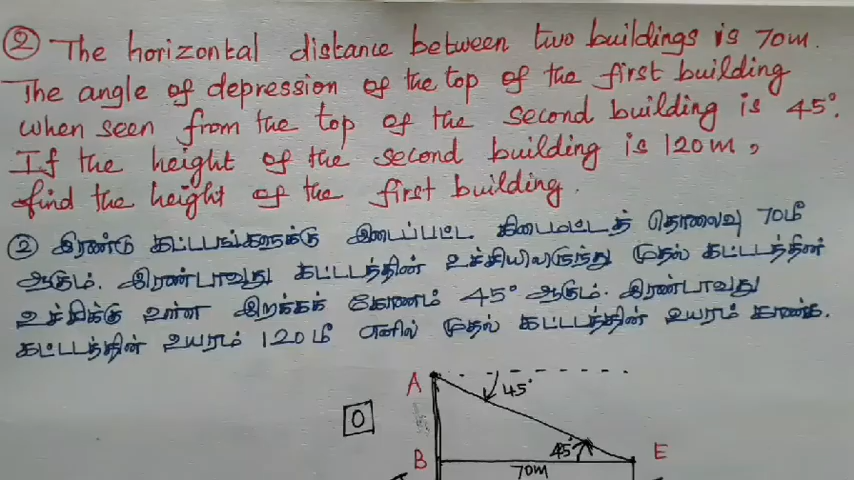 ② The horizontal distance between two buildings is 70m.
The angle of depression of the top of the first building
when seen from the top of the second building is 45°.
If the height of the second building is 120m,
find the height of the first building.
② இரண்டு கட்டடங்களுக்கு இடைப்பட்ட கிடைமட்டத் தொலைவு 70மீ
ஆகும். இரண்டாவது கட்டடத்தின் உச்சியிலிருந்து முதல் கட்டடத்தின்
உச்சிக்கு உள்ள இறக்கக் கோணம் 45° ஆகும். இரண்டாவது
கட்டடத்தின் உயரம் 120மீ எனில் முதல் கட்டடத்தின் உயரம் காண்க.
A 45°
O
45° E
B 70m